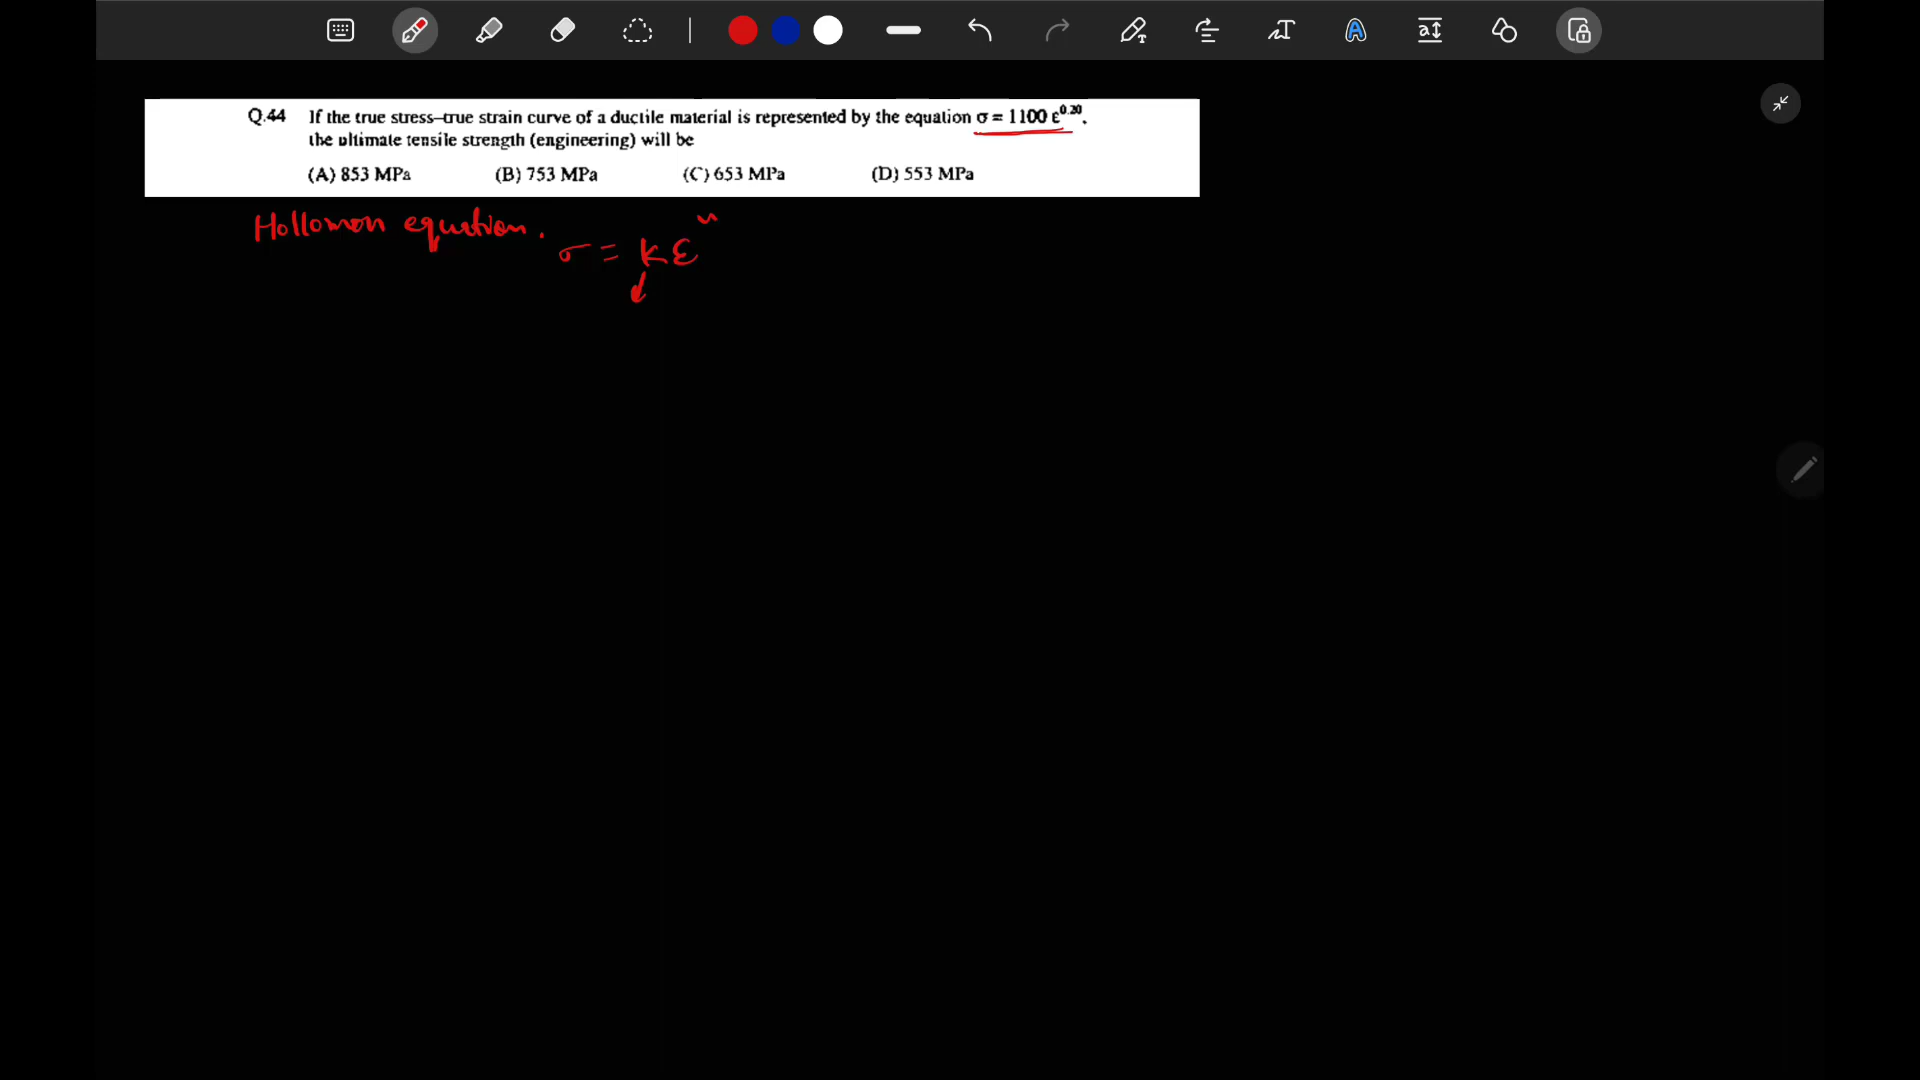 Q.44 If the true stress–true strain curve of a ductile material is represented by the equation σ = 1100 ε^0.20,
the ultimate tensile strength (engineering) will be
(A) 853 MPa (B) 753 MPa (C) 653 MPa (D) 553 MPa
Hollomon equation.
σ = kε^n